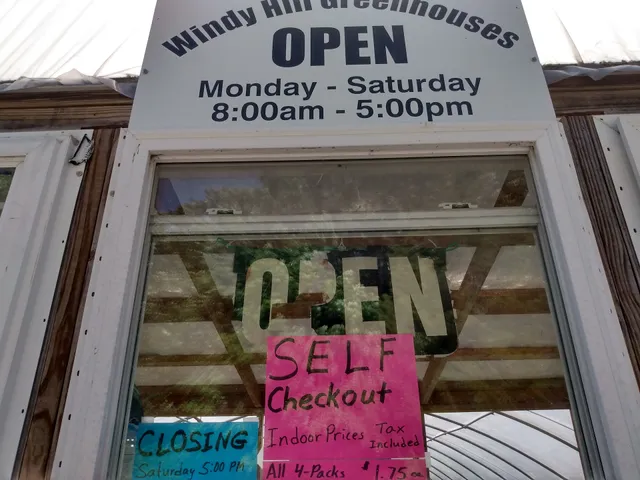 Windy Hill Greenhouses
OPEN
Monday - Saturday
8:00am - 5:00pm
OPEN
SELF
Checkout
Indoor Prices Tax Included
All 4-Packs $1.75 ea
CLOSING
Saturday 5:00 PM